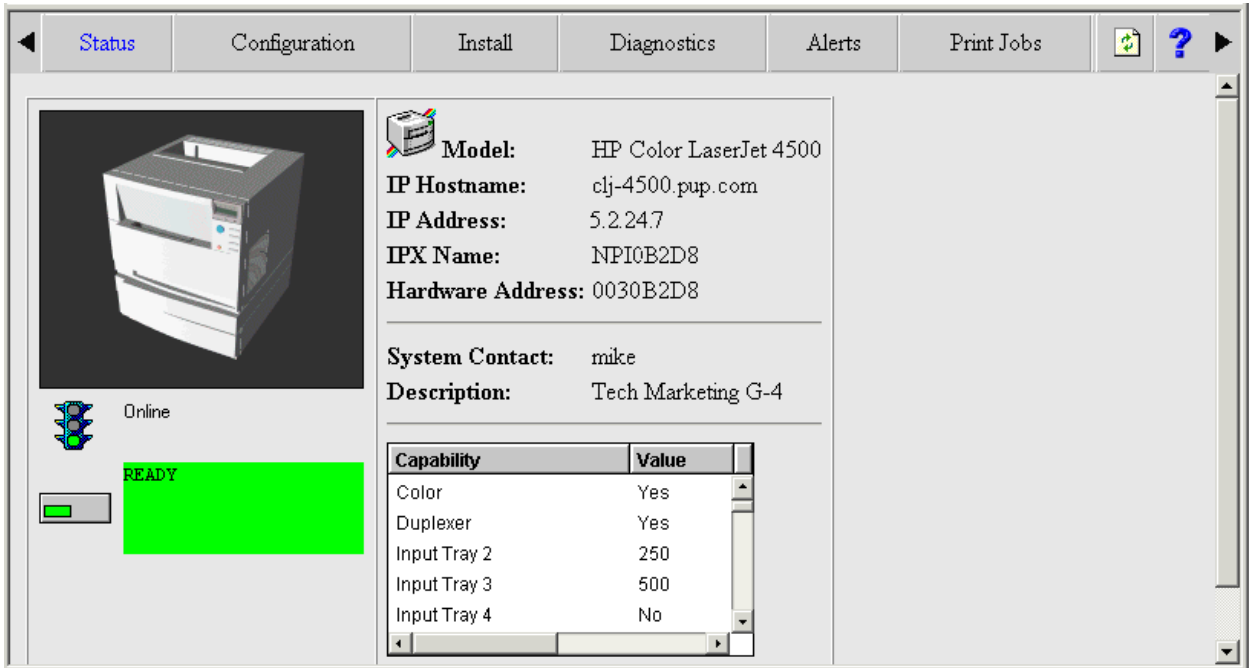 Status Configuration Install Diagnostics Alerts Print Jobs ?
Model: HP Color LaserJet 4500
IP Hostname: clj-4500.pup.com
IP Address: 5.2.24.7
IPX Name: NPI0B2D8
Hardware Address: 0030B2D8
System Contact: mike
Description: Tech Marketing G-4
Online
READY
Capability Value
Color Yes
Duplexer Yes
Input Tray 2 250
Input Tray 3 500
Input Tray 4 No